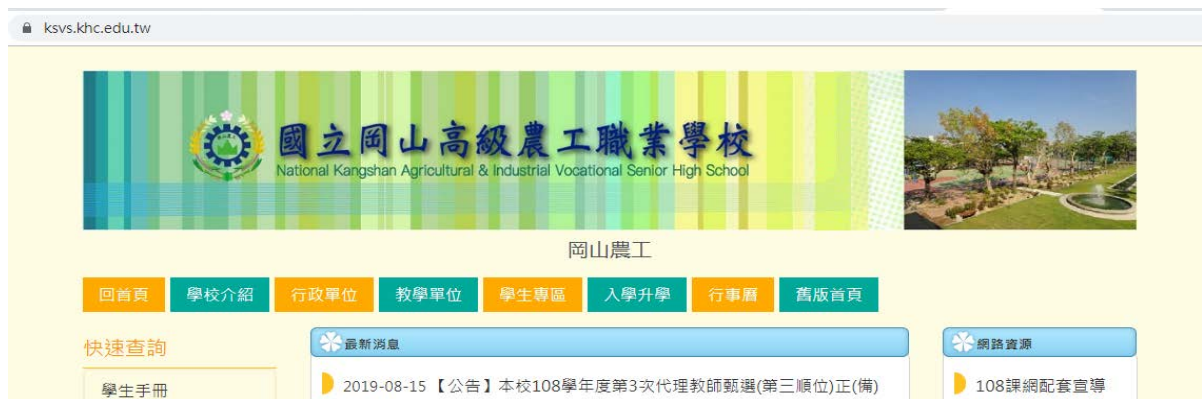 ksvs.khc.edu.tw
國立岡山高級農工職業學校
National Kangshan Agricultural & Industrial Vocational Senior High School
岡山農工
回首頁 學校介紹 行政單位 教學單位 學生專區 入學升學 行事曆 舊版首頁
快速查詢
學生手冊
最新消息
2019-08-15【公告】本校108學年度第3次代理教師甄選(第三順位)正(備)
網路資源
108課網配套宣導